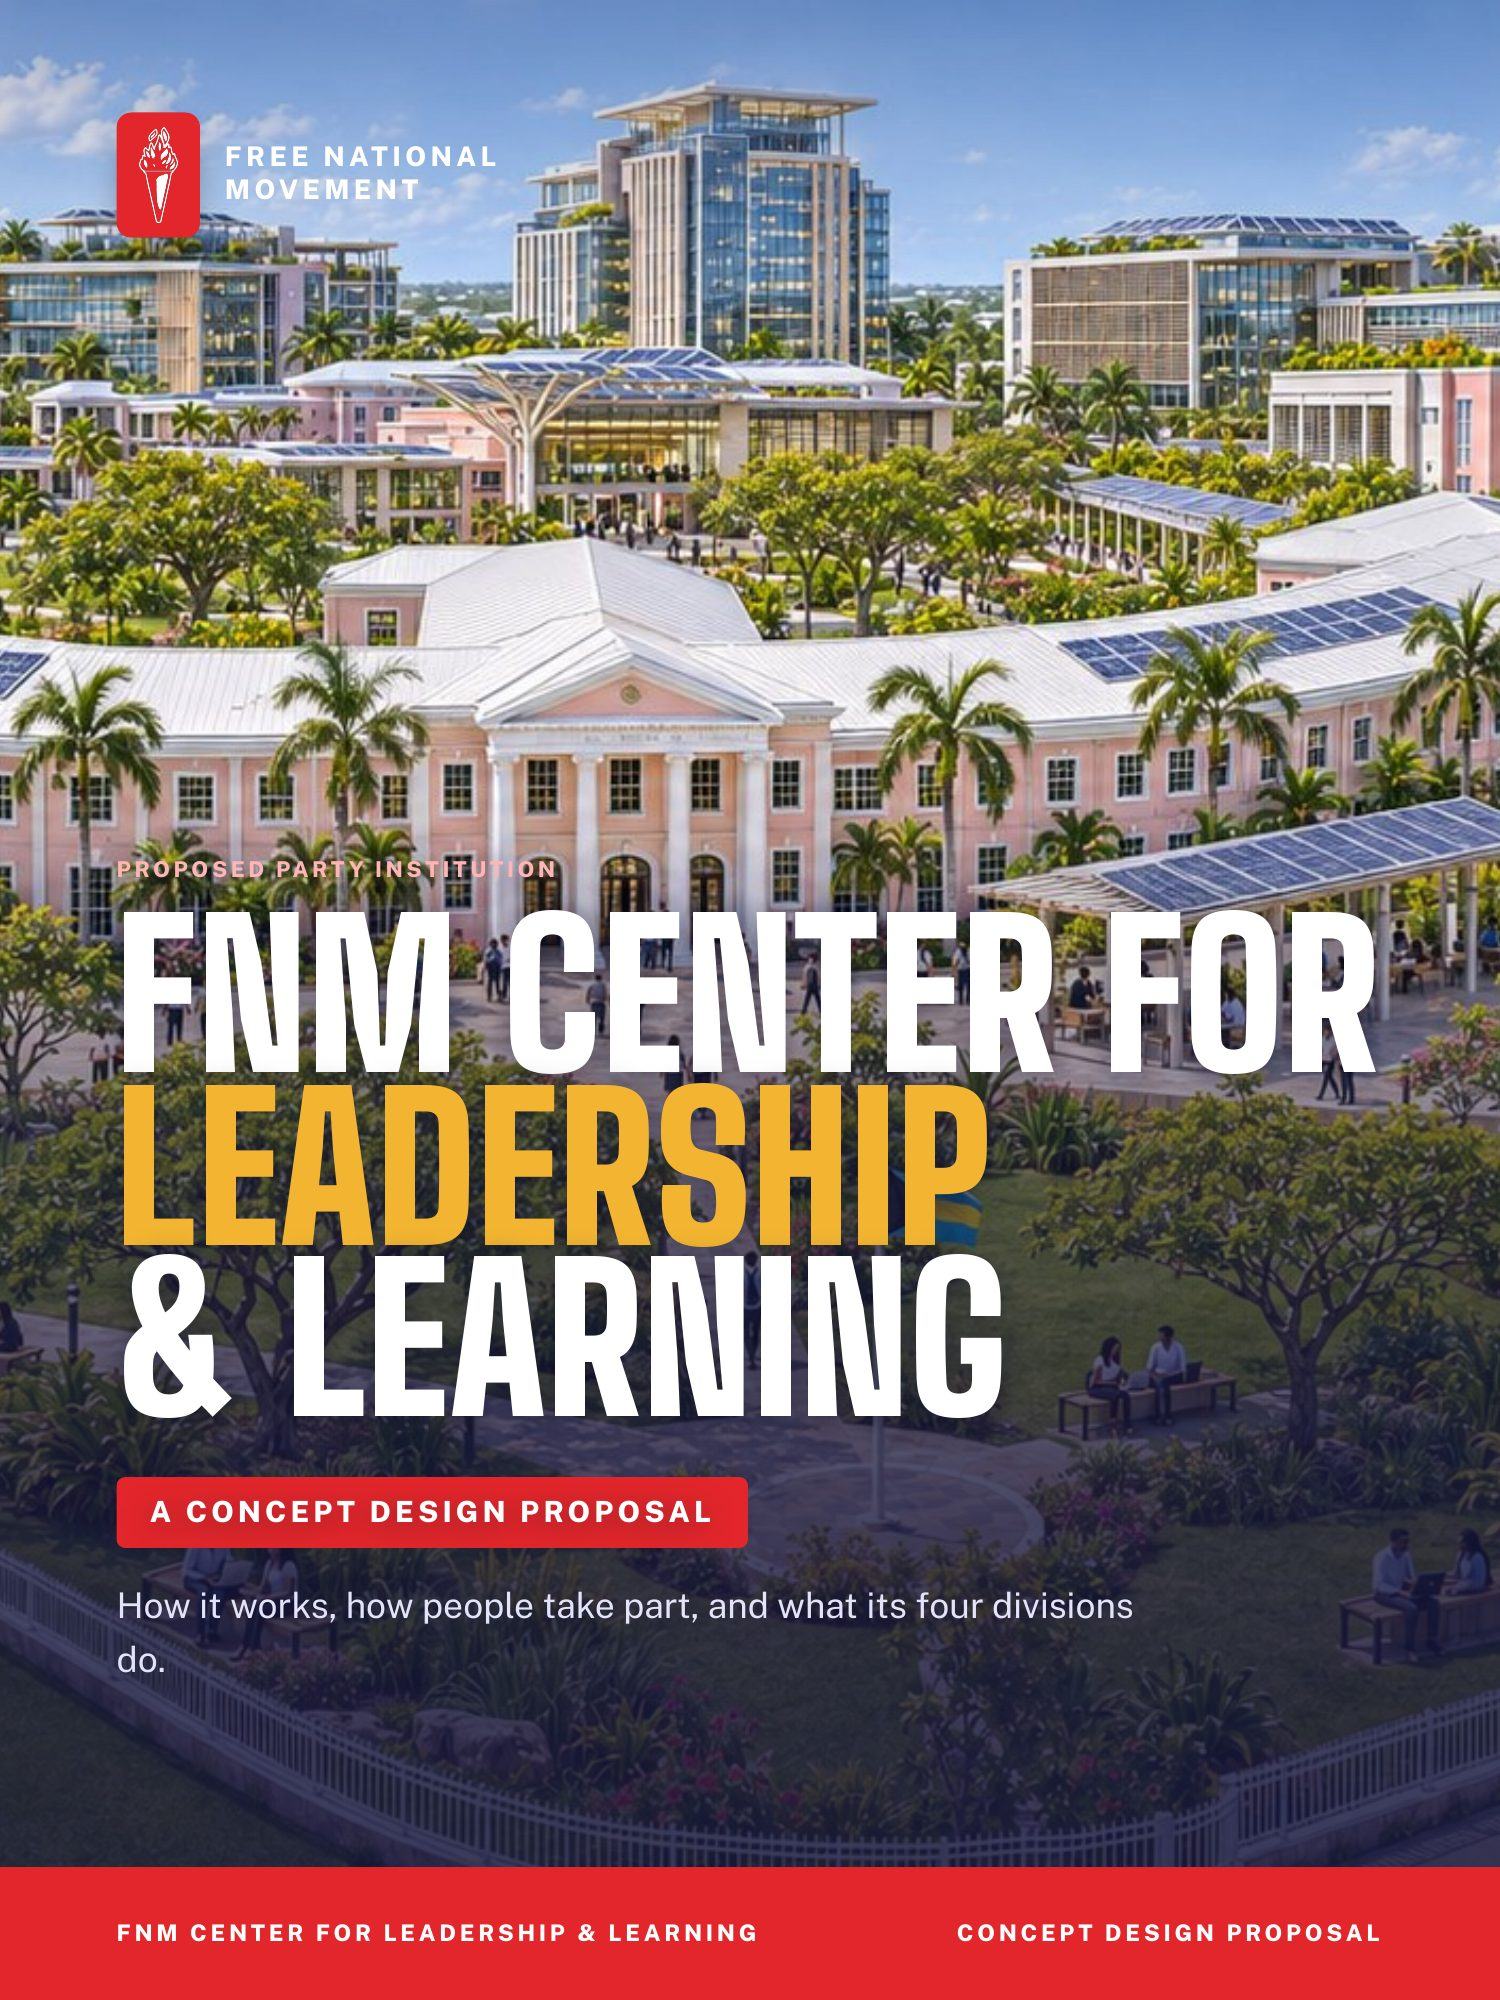 FREE NATIONAL
MOVEMENT
PROPOSED PARTY INSTITUTION
FNM CENTER FOR
LEADERSHIP
& LEARNING
A CONCEPT DESIGN PROPOSAL
How it works, how people take part, and what its four divisions
do.
FNM CENTER FOR LEADERSHIP & LEARNING
CONCEPT DESIGN PROPOSAL